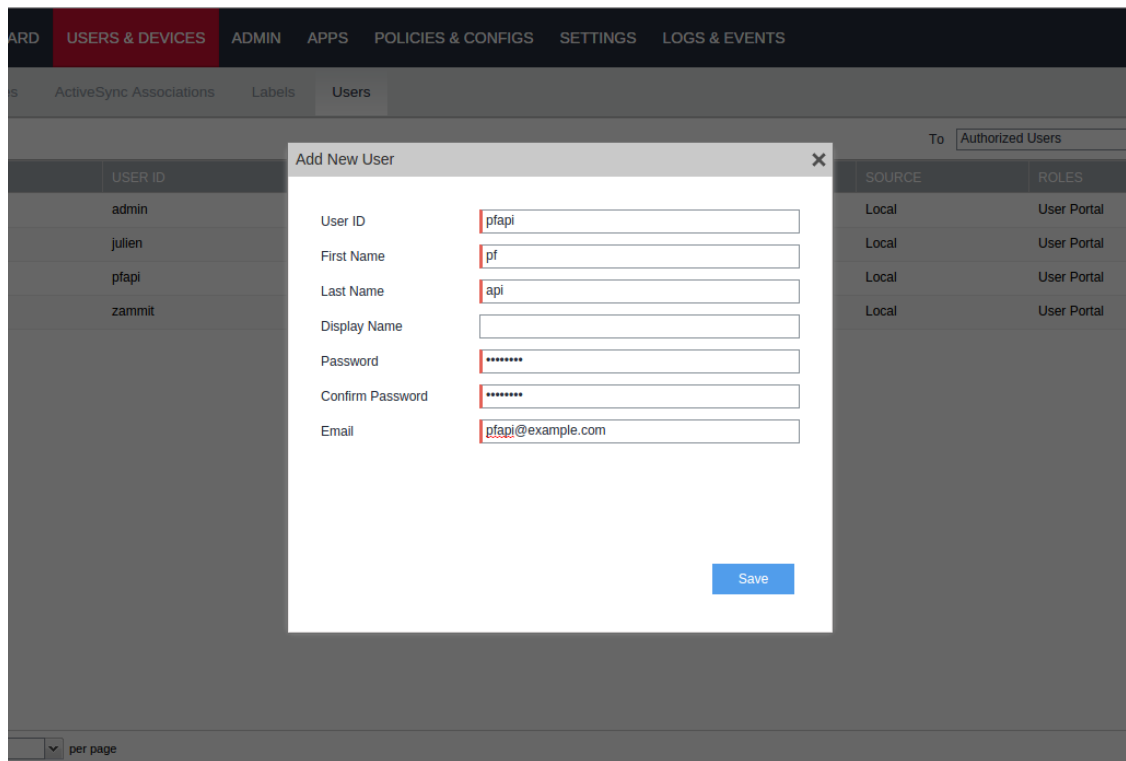 ARD USERS & DEVICES ADMIN APPS POLICIES & CONFIGS SETTINGS LOGS & EVENTS
es ActiveSync Associations Labels Users
To Authorized Users
USER ID SOURCE ROLES
admin Local User Portal
julien Local User Portal
pfapi Local User Portal
zammit Local User Portal
Add New User
User ID pfapi
First Name pf
Last Name api
Display Name
Password ••••••••
Confirm Password ••••••••
Email pfapi@example.com
Save
per page